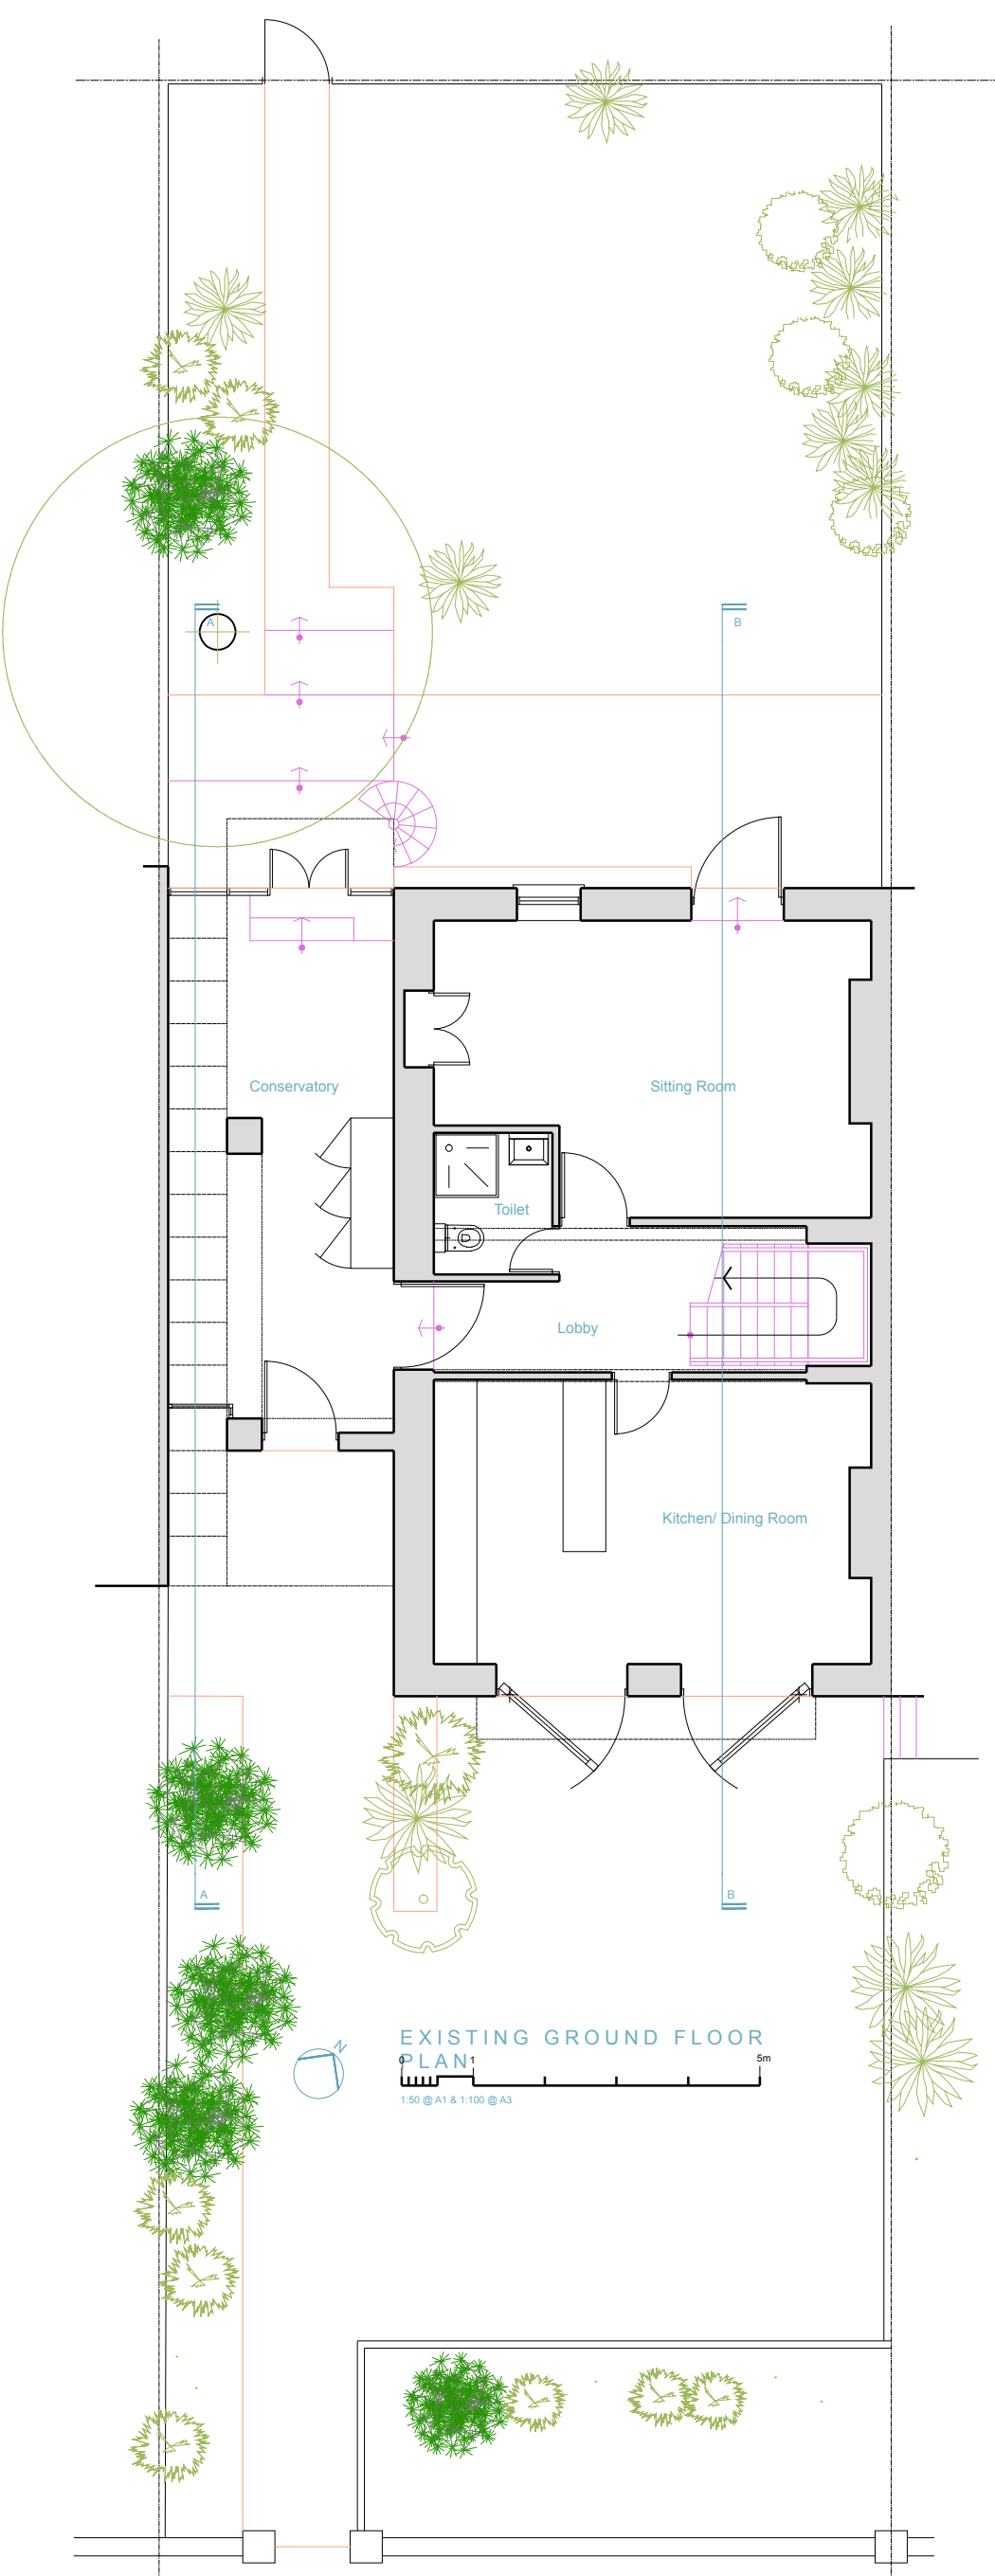 A
B
Conservatory
Sitting Room
Toilet
Lobby
Kitchen/ Dining Room
A
B
N
EXISTING GROUND FLOOR
PLAN
0 1 5m
1:50 @ A1 & 1:100 @ A3